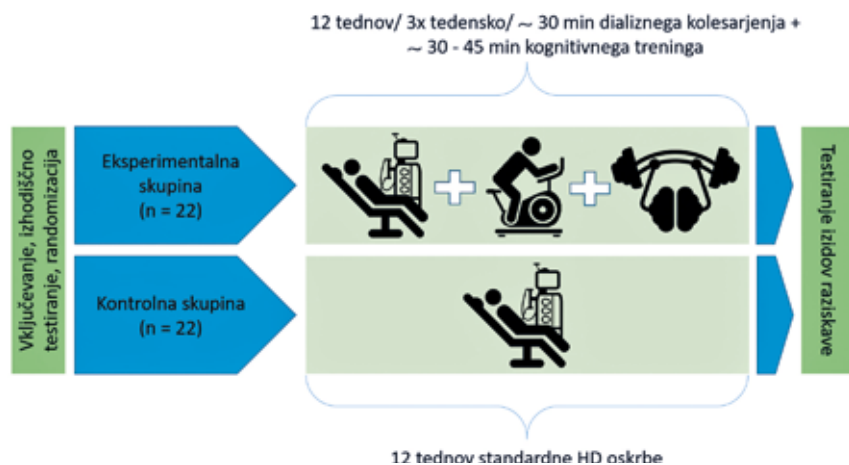 12 tednov/ 3x tedensko/ ~ 30 min dializnega kolesarjenja +
~ 30 - 45 min kognitivnega treninga
Vključevanje, izhodiščno
testiranje, randomizacija
Eksperimentalna
skupina
(n = 22)
Kontrolna skupina
(n = 22)
Testiranje izidov
raziskave
12 tednov standardne HD oskrbe